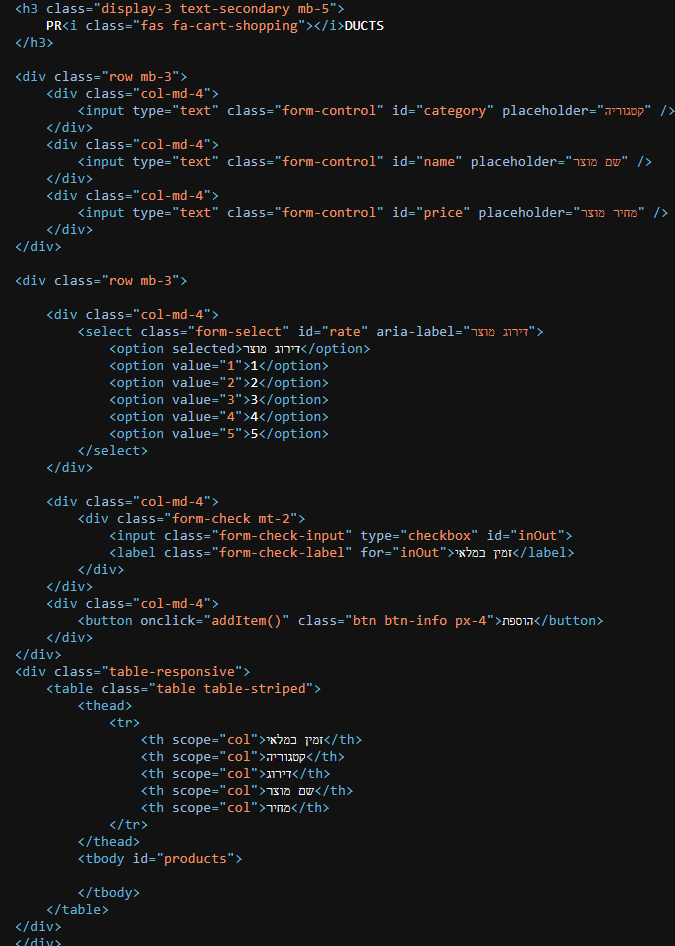 <h3 class="display-3 text-secondary mb-5">
    PR<i class="fas fa-cart-shopping"></i>DUCTS
</h3>

<div class="row mb-3">
    <div class="col-md-4">
        <input type="text" class="form-control" id="category" placeholder="קטגוריה" />
    </div>
    <div class="col-md-4">
        <input type="text" class="form-control" id="name" placeholder="שם מוצר" />
    </div>
    <div class="col-md-4">
        <input type="text" class="form-control" id="price" placeholder="מחיר מוצר" />
    </div>
</div>

<div class="row mb-3">

    <div class="col-md-4">
        <select class="form-select" id="rate" aria-label="דירוג מוצר">
            <option selected>דירוג מוצר</option>
            <option value="1">1</option>
            <option value="2">2</option>
            <option value="3">3</option>
            <option value="4">4</option>
            <option value="5">5</option>
        </select>
    </div>

    <div class="col-md-4">
        <div class="form-check mt-2">
            <input class="form-check-input" type="checkbox" id="inOut">
            <label class="form-check-label" for="inOut">זמין במלאי</label>
        </div>
    </div>
    <div class="col-md-4">
        <button onclick="addItem()" class="btn btn-info px-4">הוספת</button>
    </div>
</div>
<div class="table-responsive">
    <table class="table table-striped">
        <thead>
            <tr>
                <th scope="col">זמין במלאי</th>
                <th scope="col">קטגוריה</th>
                <th scope="col">דירוג</th>
                <th scope="col">שם מוצר</th>
                <th scope="col">מחיר</th>
            </tr>
        </thead>
        <tbody id="products">

        </tbody>
    </table>
</div>
</div>